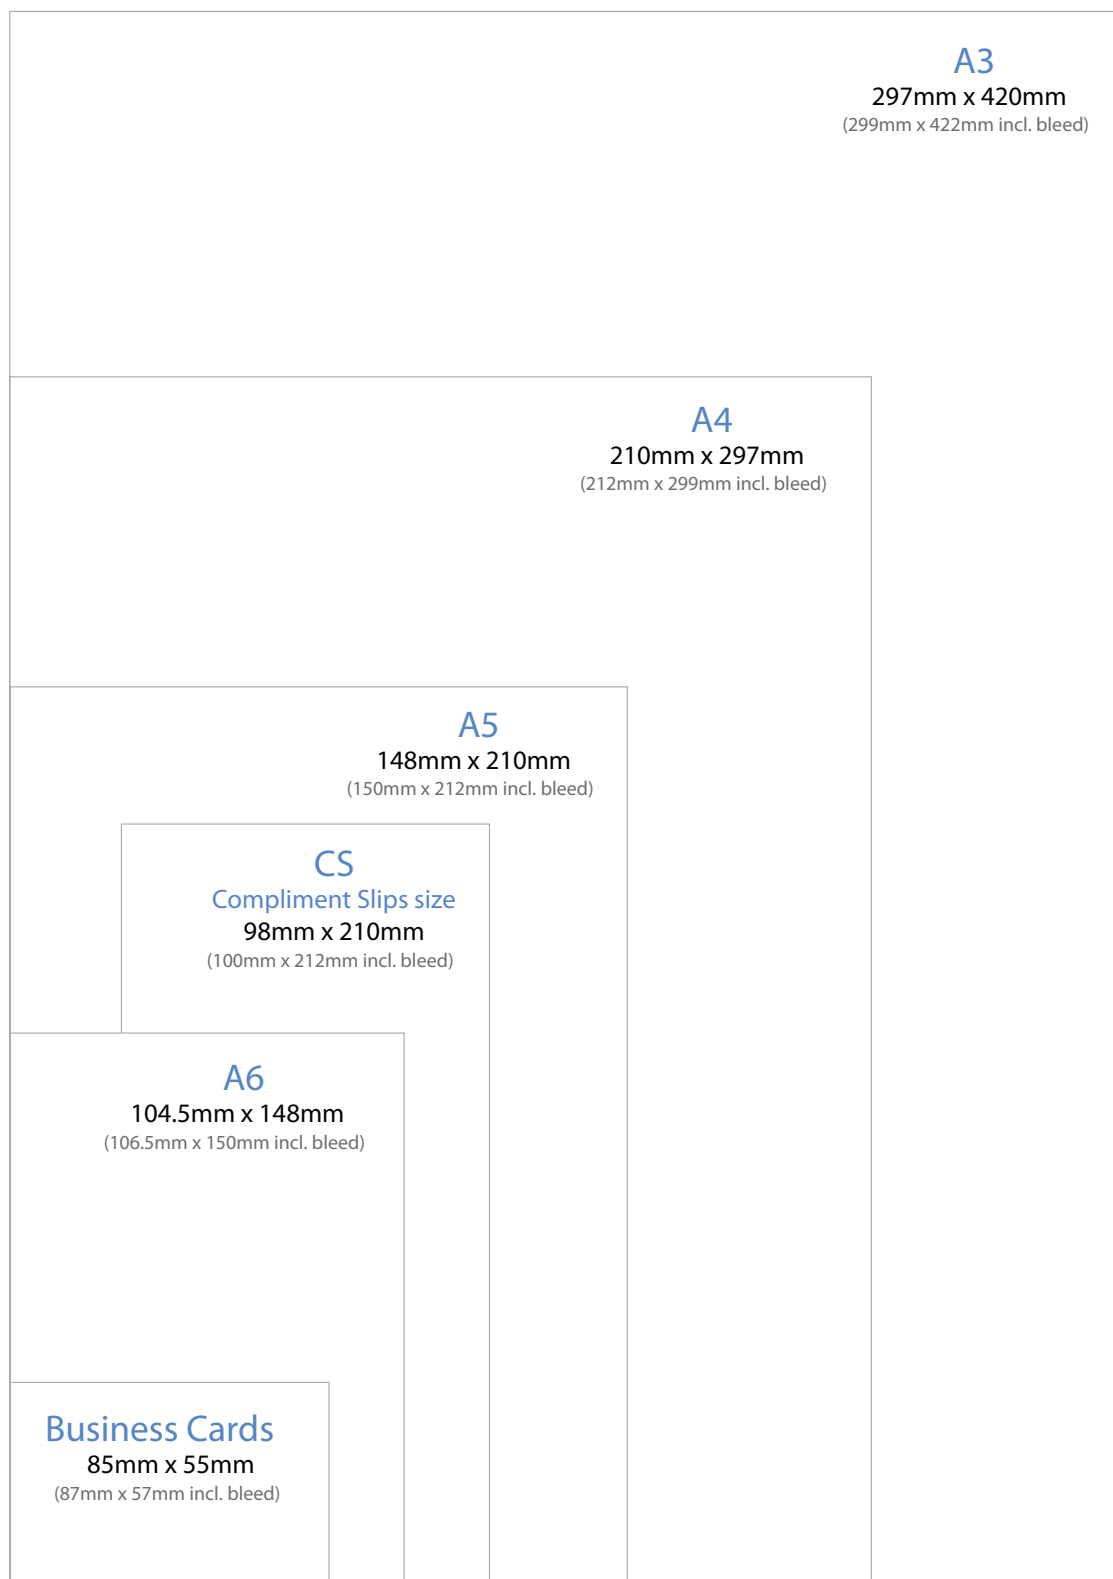 A3
297mm x 420mm
(299mm x 422mm incl. bleed)
A4
210mm x 297mm
(212mm x 299mm incl. bleed)
A5
148mm x 210mm
(150mm x 212mm incl. bleed)
CS
Compliment Slips size
98mm x 210mm
(100mm x 212mm incl. bleed)
A6
104.5mm x 148mm
(106.5mm x 150mm incl. bleed)
Business Cards
85mm x 55mm
(87mm x 57mm incl. bleed)